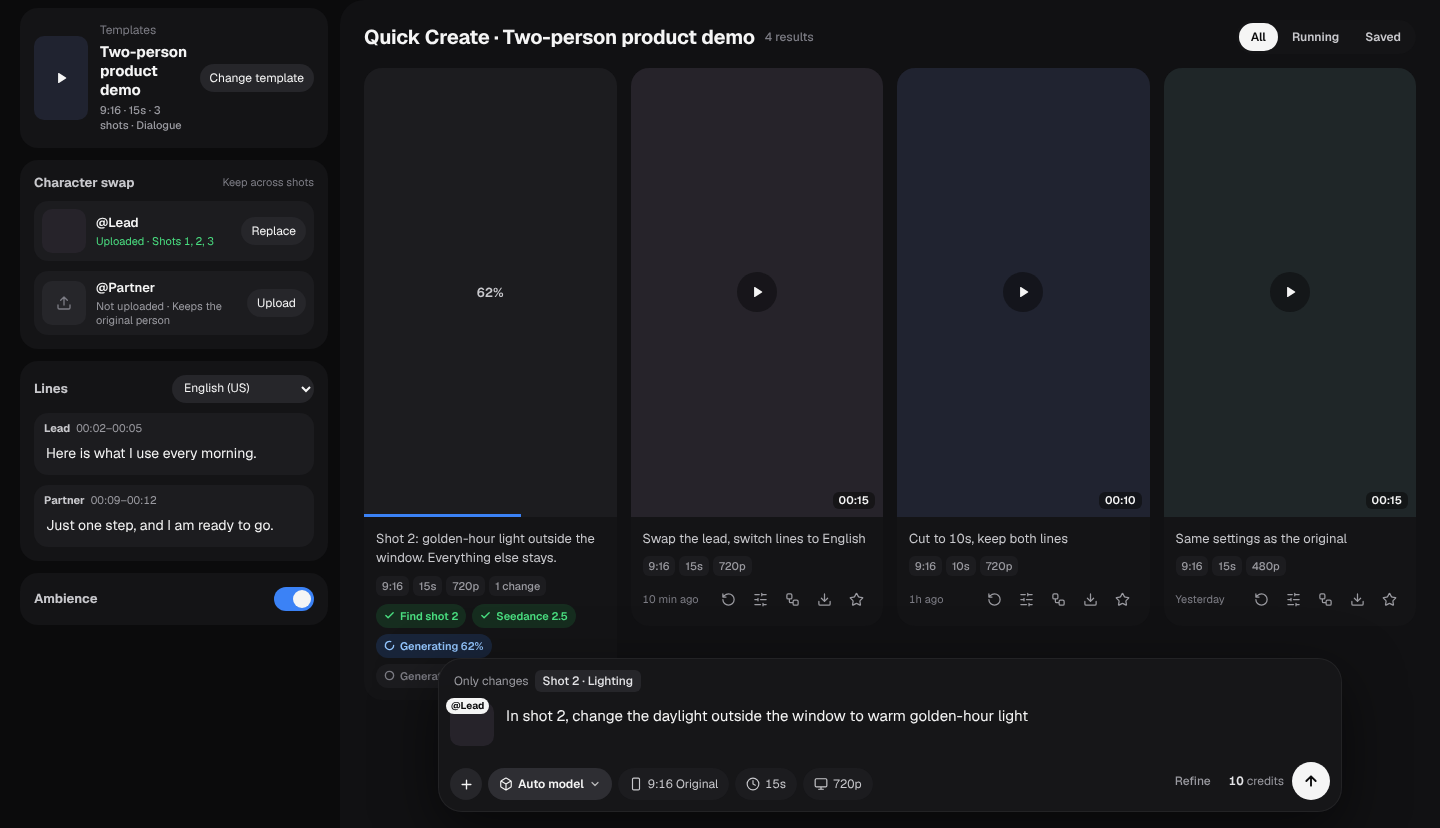 Templates
Two-person
product
demo
9:16 · 15s · 3
shots · Dialogue
Change template
Character swap
Keep across shots
@Lead
Uploaded · Shots 1, 2, 3
Replace
@Partner
Not uploaded · Keeps the
original person
Upload
Lines
English (US)
Lead 00:02–00:05
Here is what I use every morning.
Partner 00:09–00:12
Just one step, and I am ready to go.
Ambience
Quick Create · Two-person product demo 4 results
All Running Saved
62%
Shot 2: golden-hour light outside the
window. Everything else stays.
9:16 15s 720p 1 change
Find shot 2 Seedance 2.5
Generating 62%
00:15
Swap the lead, switch lines to English
9:16 15s 720p
10 min ago
00:10
Cut to 10s, keep both lines
9:16 10s 720p
1h ago
00:15
Same settings as the original
9:16 15s 480p
Yesterday
Only changes Shot 2 · Lighting
@Lead
In shot 2, change the daylight outside the window to warm golden-hour light
Auto model 9:16 Original 15s 720p
Refine 10 credits